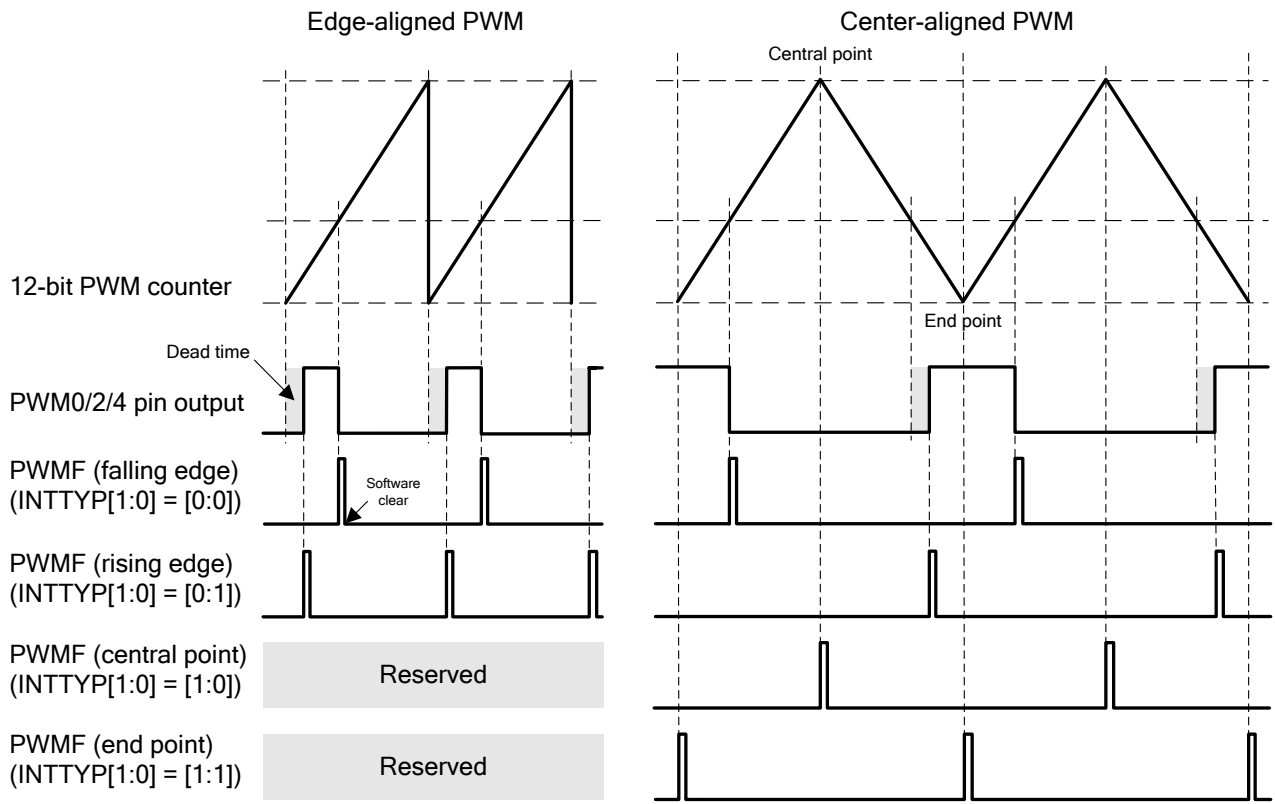 Edge-aligned PWM
Center-aligned PWM
Central point
12-bit PWM counter
End point
Dead time
PWM0/2/4 pin output
PWMF (falling edge)
(INTTYP[1:0] = [0:0])
Software
clear
PWMF (rising edge)
(INTTYP[1:0] = [0:1])
PWMF (central point)
(INTTYP[1:0] = [1:0])
Reserved
PWMF (end point)
(INTTYP[1:0] = [1:1])
Reserved